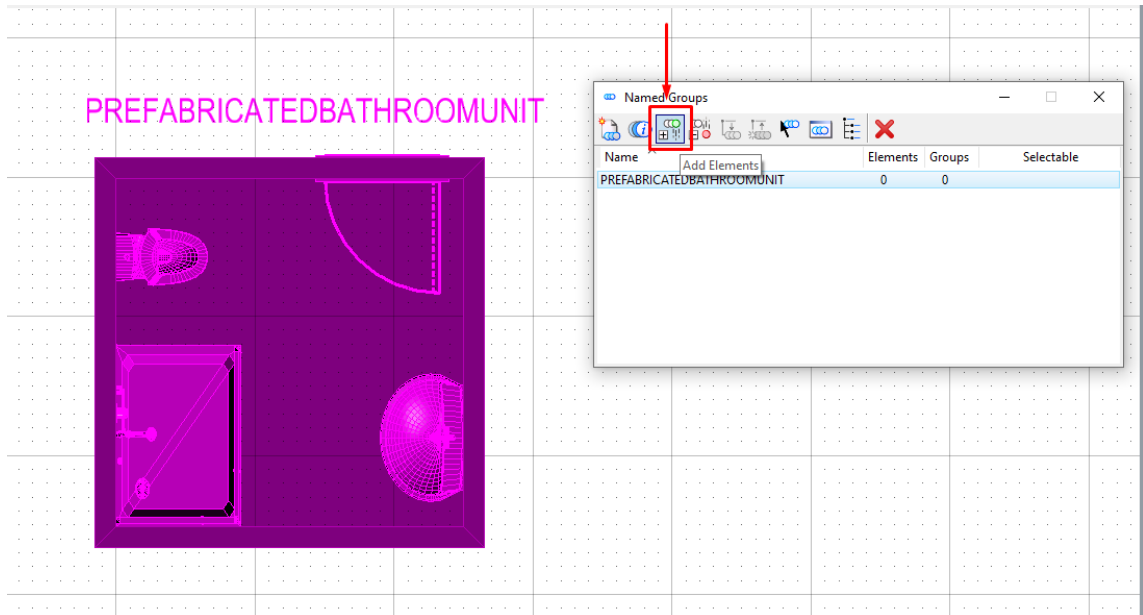 PREFABRICATEDBATHROOMUNIT
Named Groups
Name Elements Groups Selectable
Add Elements
PREFABRICATEDBATHROOMUNIT 0 0